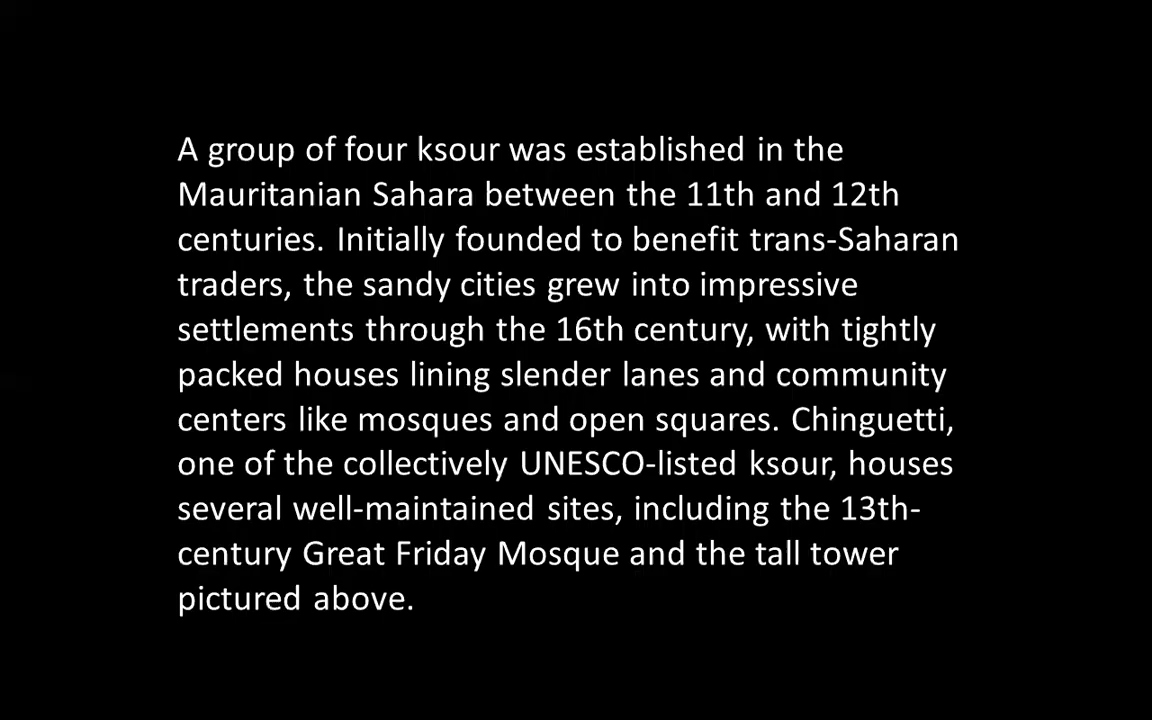 A group of four ksour was established in the
Mauritanian Sahara between the 11th and 12th
centuries. Initially founded to benefit trans-Saharan
traders, the sandy cities grew into impressive
settlements through the 16th century, with tightly
packed houses lining slender lanes and community
centers like mosques and open squares. Chinguetti,
one of the collectively UNESCO-listed ksour, houses
several well-maintained sites, including the 13th-
century Great Friday Mosque and the tall tower
pictured above.